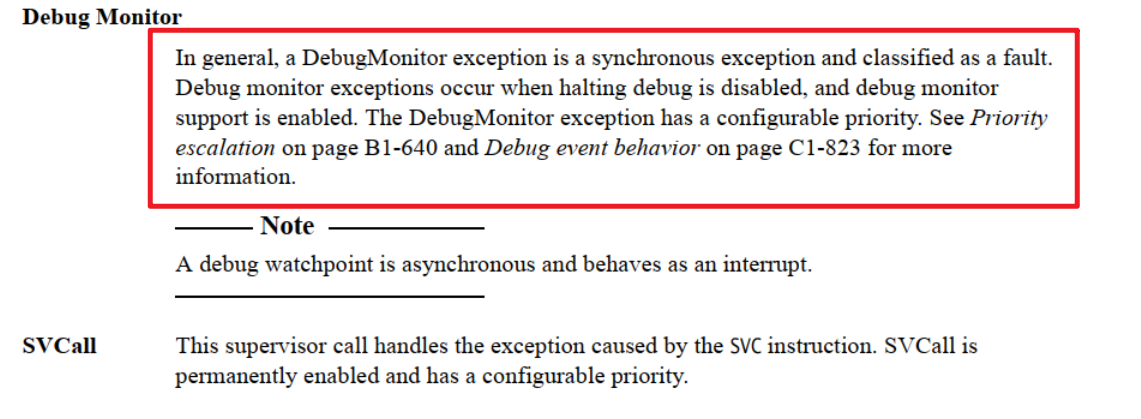 Debug Monitor
In general, a DebugMonitor exception is a synchronous exception and classified as a fault.
Debug monitor exceptions occur when halting debug is disabled, and debug monitor
support is enabled. The DebugMonitor exception has a configurable priority. See Priority
escalation on page B1-640 and Debug event behavior on page C1-823 for more
information.
Note
A debug watchpoint is asynchronous and behaves as an interrupt.
SVCall This supervisor call handles the exception caused by the SVC instruction. SVCall is
permanently enabled and has a configurable priority.